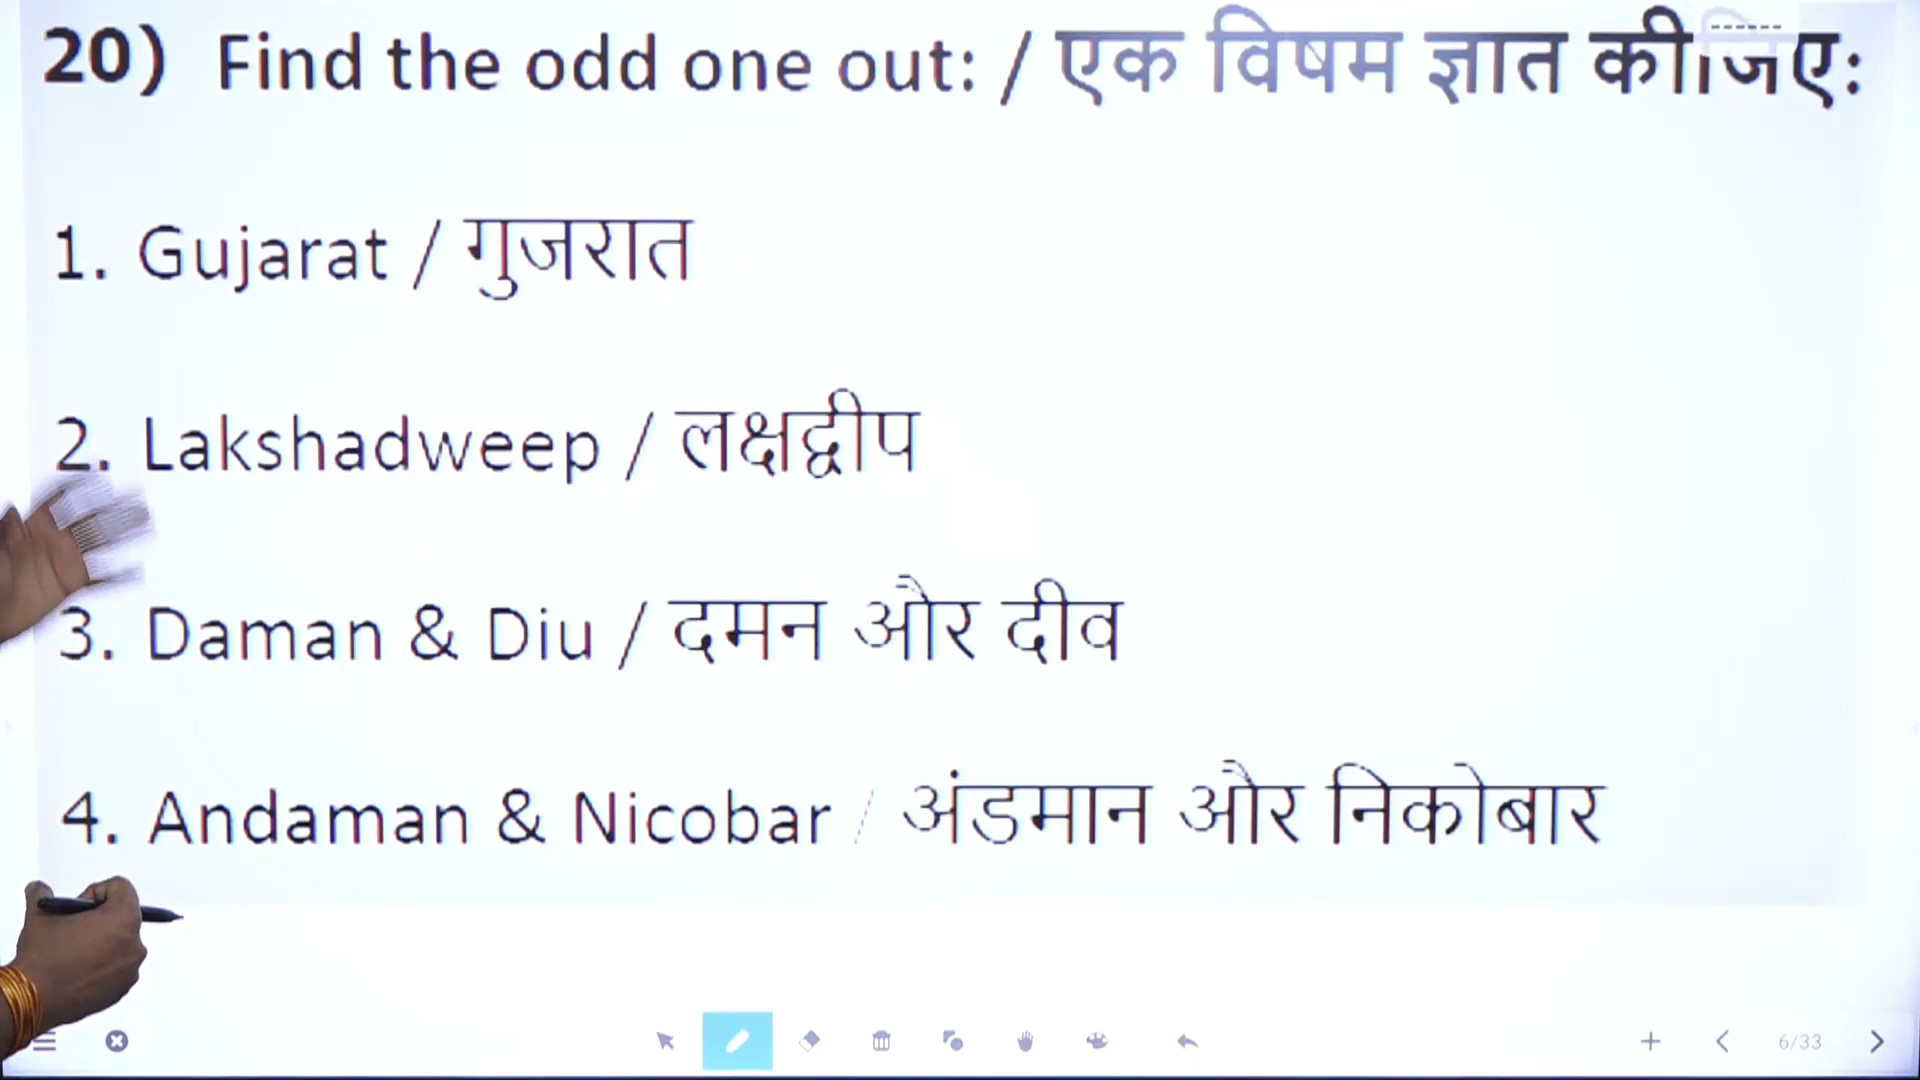 20) Find the odd one out: / एक विषम ज्ञात कीजिए:
1. Gujarat / गुजरात
2. Lakshadweep / लक्षद्वीप
3. Daman & Diu / दमन और दीव
4. Andaman & Nicobar / अंडमान और निकोबार
6/33